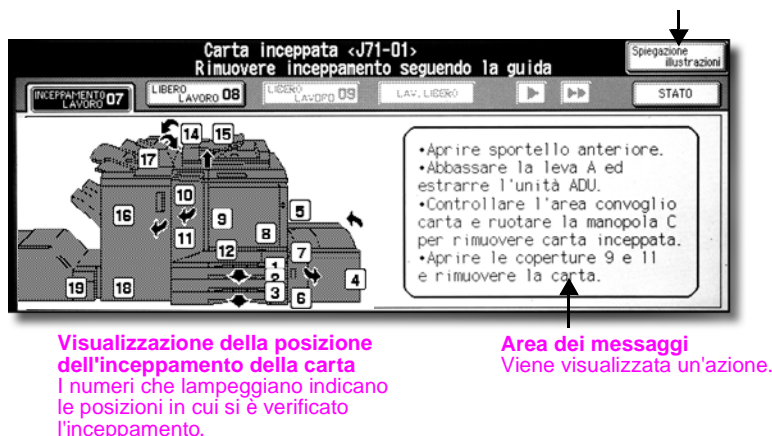 Carta inceppata <J71-01>
Rimuovere inceppamento seguendo la guida
Spiegazione
illustrazioni
INCEPPAMENTO
LAVORO 07
LIBERO
LAVORO 08
LIBERO
LAVORO 09
LAV. LIBERO
STATO
14 15
17
10
16
9
5
11
8
12
7
1
2
4
3
19
18
6
•Aprire sportello anteriore.
•Abbassare la leva A ed
estrarre l'unità ADU.
•Controllare l'area convoglio
carta e ruotare la manopola C
per rimuovere carta inceppata.
•Aprire le coperture 9 e 11
e rimuovere la carta.
Visualizzazione della posizione
dell'inceppamento della carta
I numeri che lampeggiano indicano
le posizioni in cui si è verificato
l'inceppamento.
Area dei messaggi
Viene visualizzata un'azione.